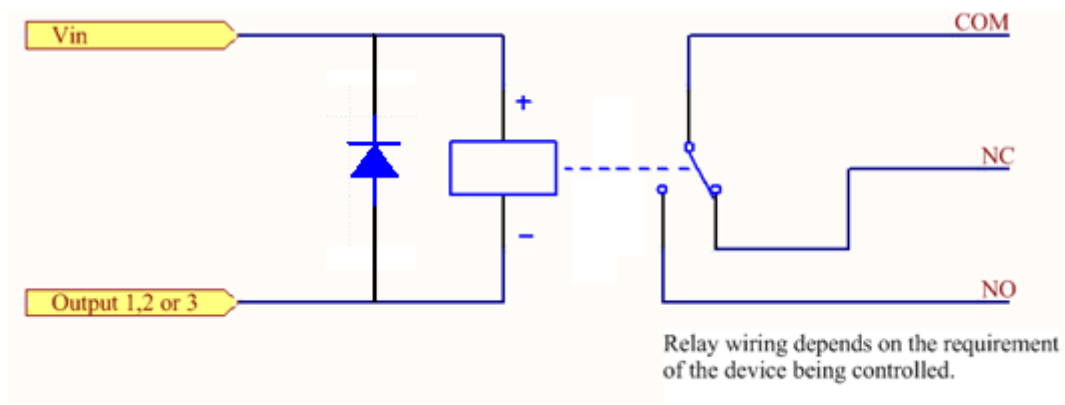 Vin
COM
+
NC
−
Output 1,2 or 3
NO
Relay wiring depends on the requirement
of the device being controlled.